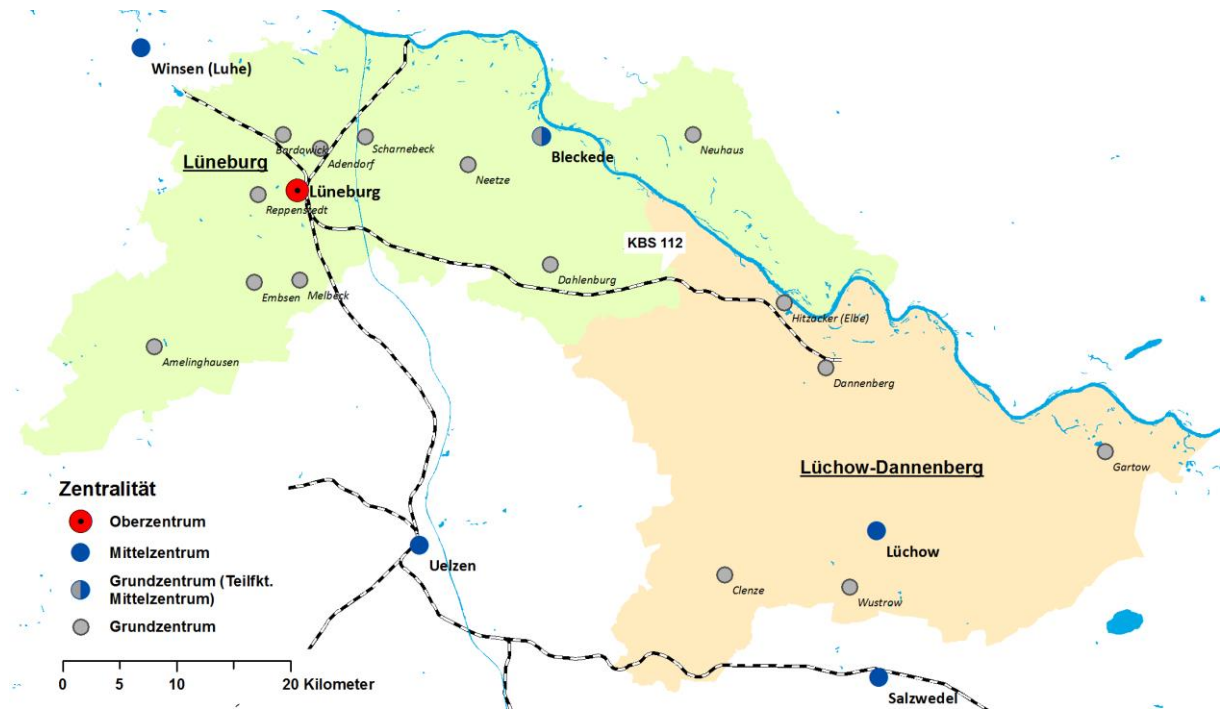 Winsen (Luhe)
Lüneburg
Bardowick
Adendorf
Scharnebeck
Neetze
Bleckede
Neuhaus
Lüneburg
Reppenstedt
KBS 112
Dahlenburg
Embsen
Melbeck
Hitzacker (Elbe)
Amelinghausen
Dannenberg
Lüchow-Dannenberg
Gartow
Zentralität
Oberzentrum
Mittelzentrum
Grundzentrum (Teilfkt.
Mittelzentrum)
Grundzentrum
0 5 10 20 Kilometer
Uelzen
Lüchow
Clenze
Wustrow
Salzwedel